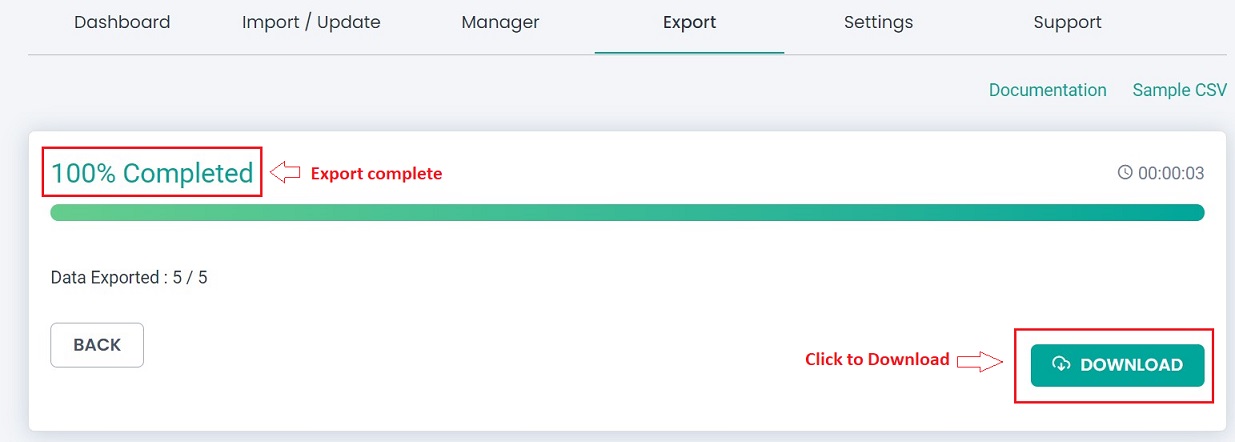 Dashboard Import / Update Manager Export Settings Support
Documentation Sample CSV
100% Completed Export complete 00:00:03
Data Exported : 5 / 5
BACK
Click to Download DOWNLOAD